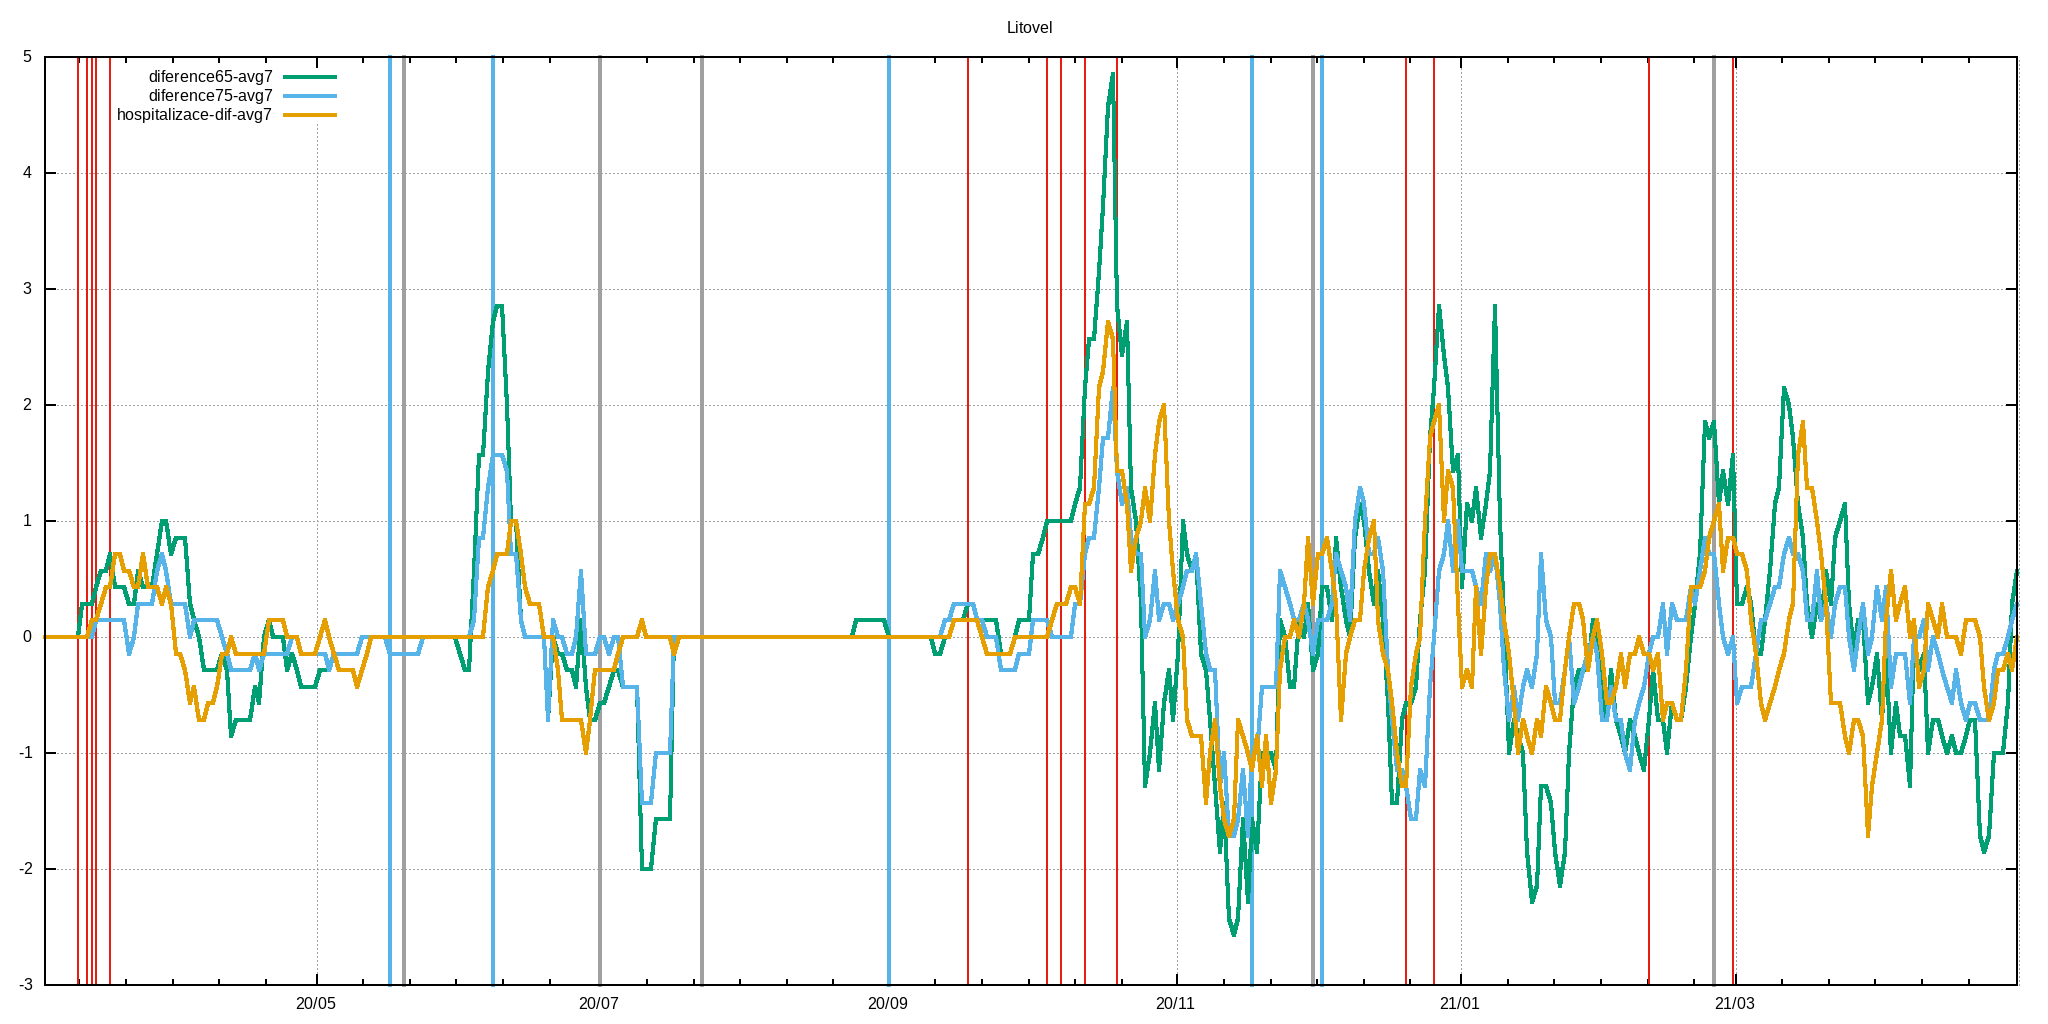 Litovel
diference65-avg7
diference75-avg7
hospitalizace-dif-avg7
5
4
3
2
1
0
-1
-2
-3
20/05 20/07 20/09 20/11 21/01 21/03